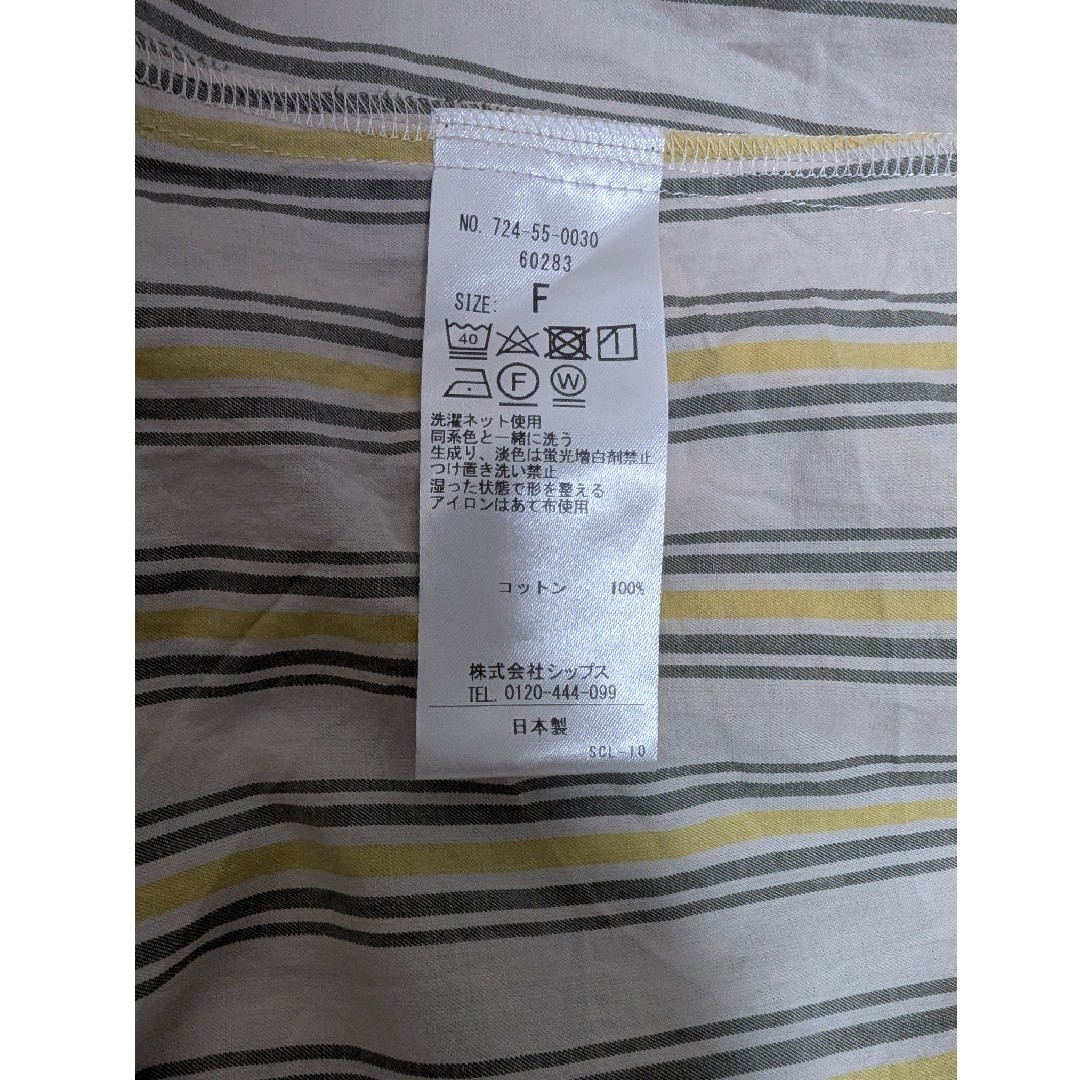 NO. 724-55-0030
60283
SIZE: F
40
F W
洗濯ネット使用
同系色と一緒に洗う
生成り、淡色は蛍光増白剤禁止
つけ置き洗い禁止
湿った状態で形を整える
アイロンはあて布使用
コットン 100%
株式会社シップス
TEL. 0120-444-099
日本製
SCL-10